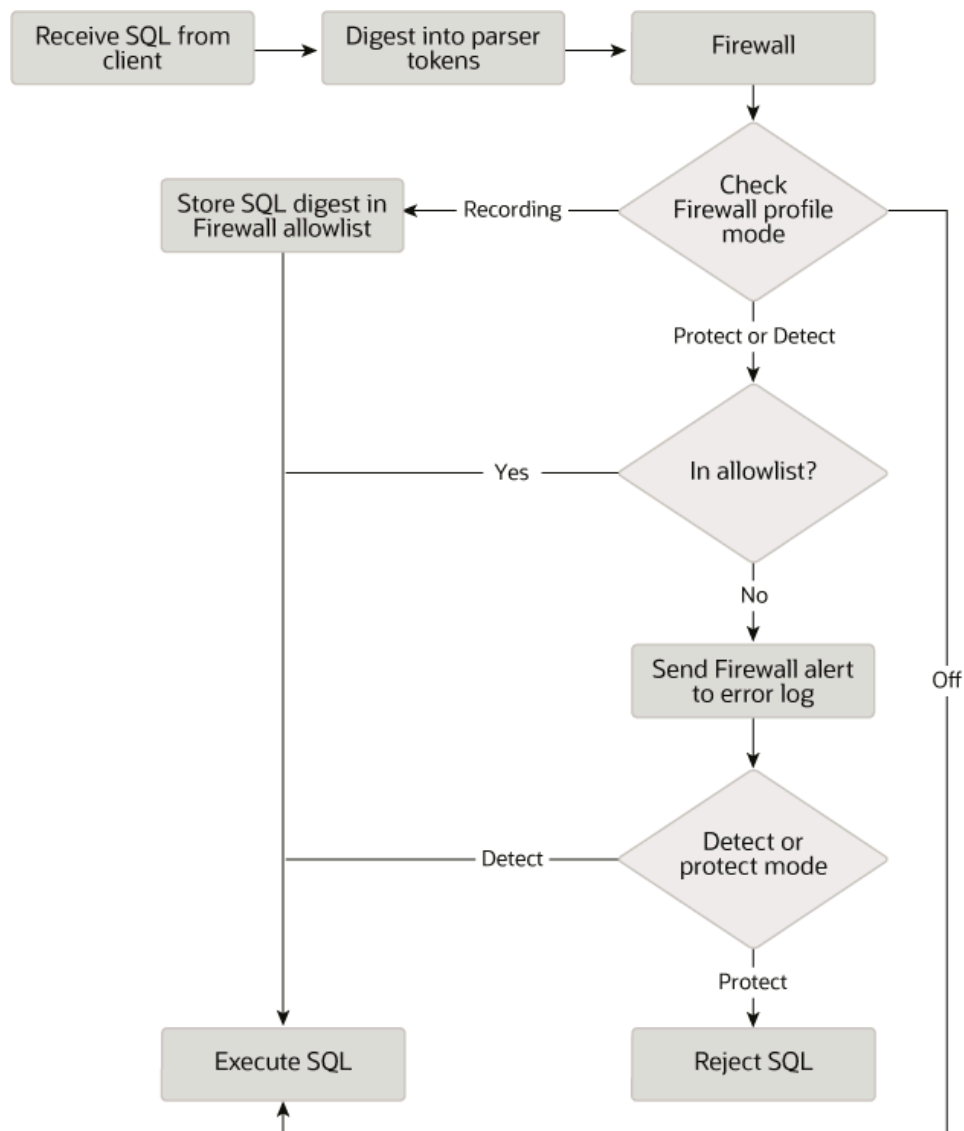 Receive SQL from
client
Digest into parser
tokens
Firewall
Check
Firewall profile
mode
Recording
Store SQL digest in
Firewall allowlist
Protect or Detect
In allowlist?
Yes
No
Send Firewall alert
to error log
Off
Detect or
protect mode
Detect
Protect
Execute SQL
Reject SQL